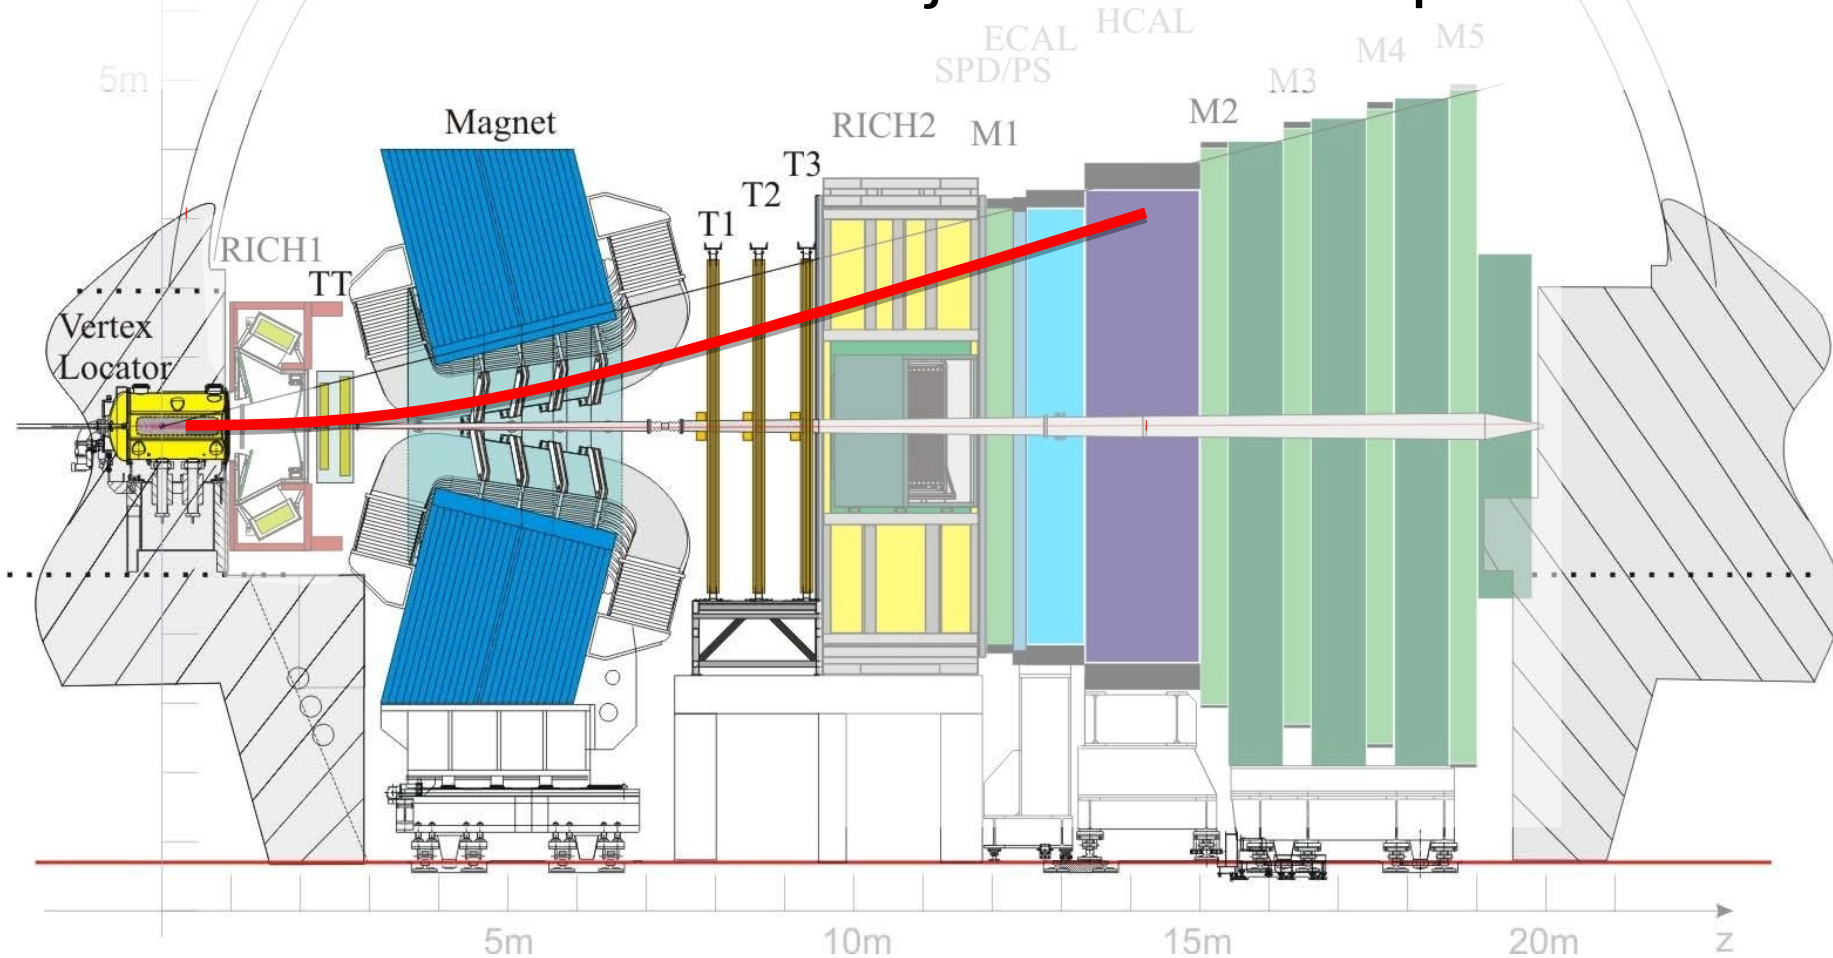 HCAL
M5
ECAL
M4
SPD/PS
5m
M3
Magnet
M2
RICH2
M1
T3
T2
T1
RICH1
TT
Vertex
Locator
5m
10m
15m
20m
z